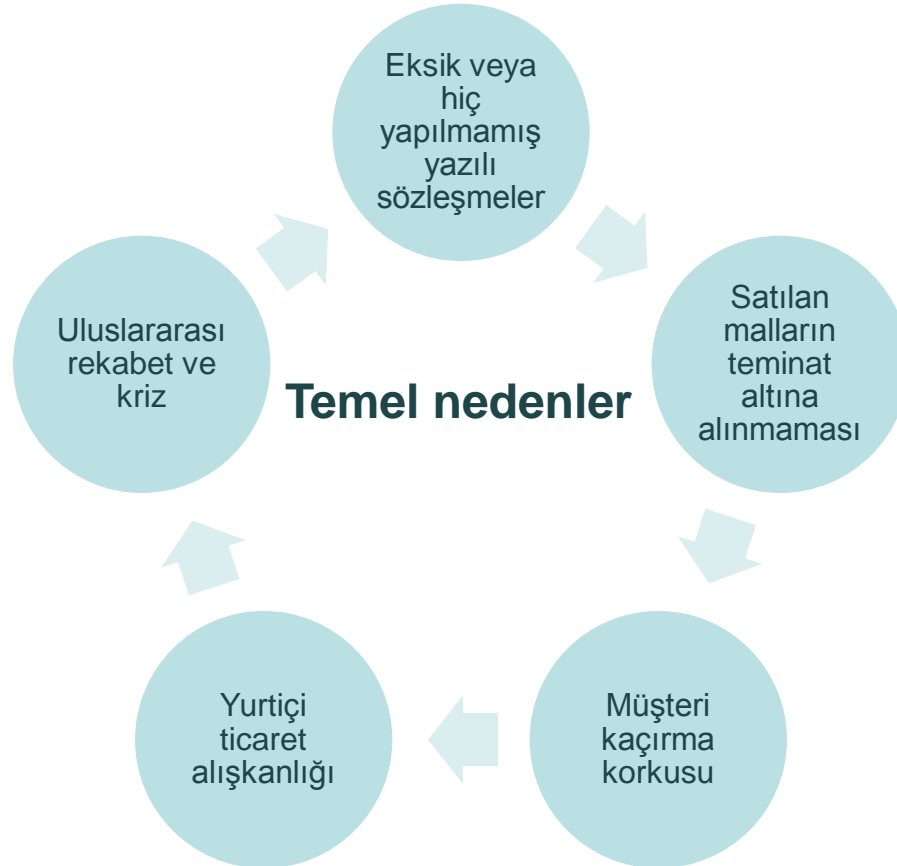 Eksik veya
hiç
yapılmamış
yazılı
sözleşmeler
Satılan
malların
teminat
altına
alınmaması
Uluslararası
rekabet ve
kriz
Temel nedenler
Müşteri
kaçırma
korkusu
Yurtiçi
ticaret
alışkanlığı